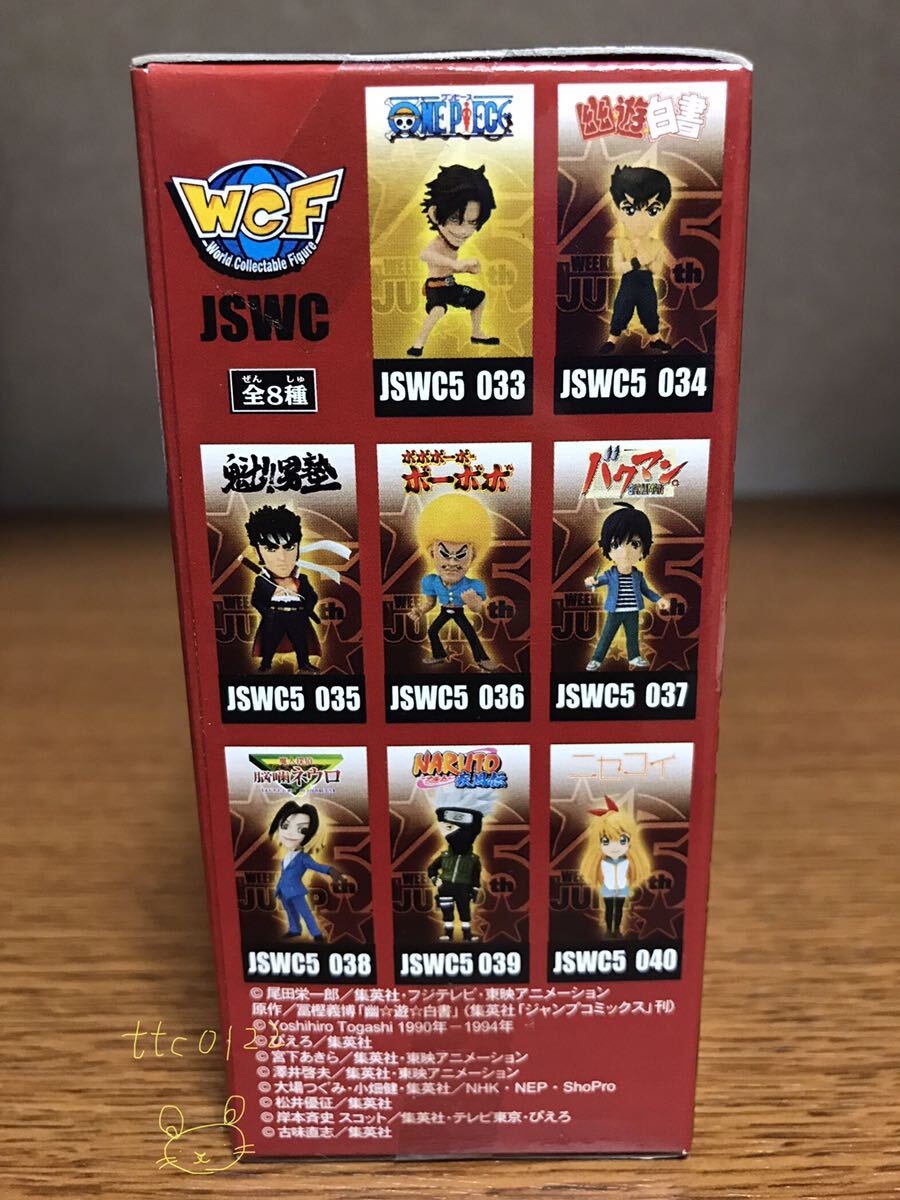 ワンピース
ONE PIECE
幽☆遊☆白書
WCF
World Collectable Figure
JSWC
ぜん しゅ
全8種
JSWC5 033
JSWC5 034
魁!!男塾
ボボボーボ・
ボーボボ
バクマン。
BAKUMAN
JSWC5 035
JSWC5 036
JSWC5 037
魔人探偵
脳噛ネウロ
NARUTO
ナルト
疾風伝
ニセコイ
JSWC5 038
JSWC5 039
JSWC5 040
© 尾田栄一郎/集英社・フジテレビ・東映アニメーション
原作/冨樫義博「幽☆遊☆白書」(集英社「ジャンプコミックス」刊)
©Yoshihiro Togashi 1990年-1994年
© ぴえろ/集英社
© 宮下あきら/集英社・東映アニメーション
© 澤井啓夫/集英社・東映アニメーション
© 大場つぐみ・小畑健・集英社/NHK・NEP・ShoPro
© 松井優征/集英社
© 岸本斉史 スコット/集英社・テレビ東京・ぴえろ
© 古味直志/集英社
ttc0122